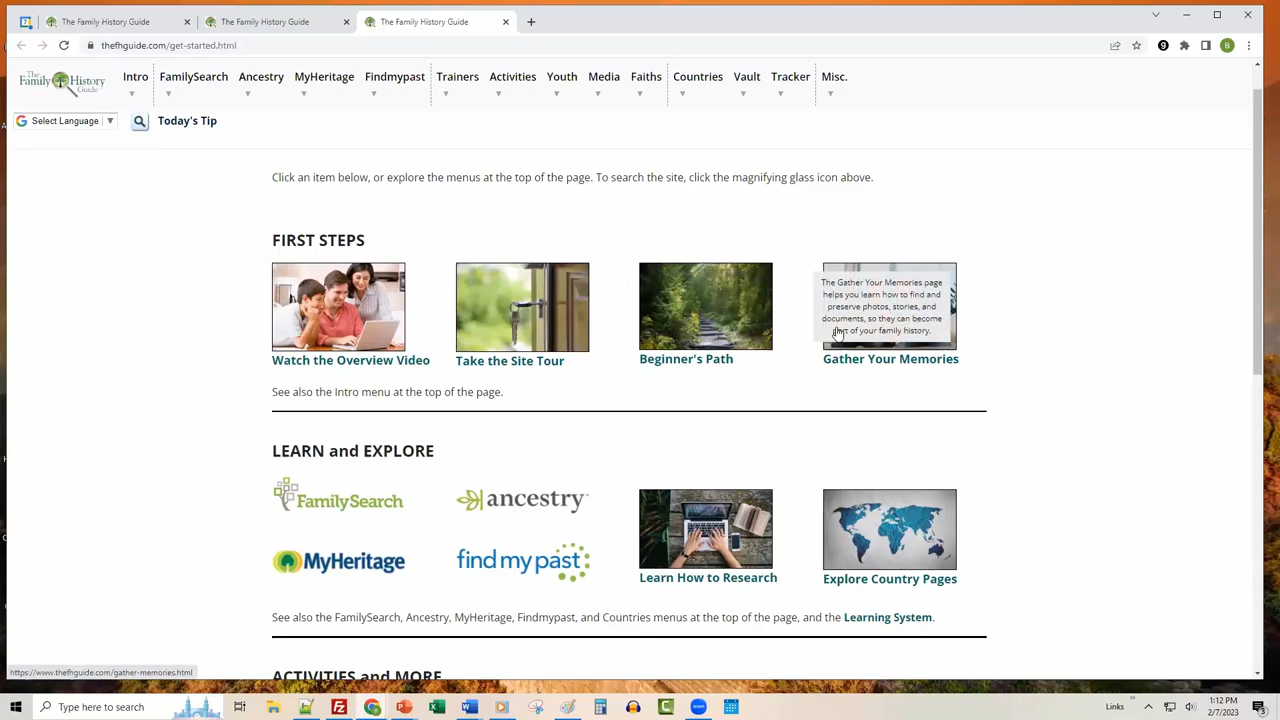 The Family History Guide
The Family History Guide
The Family History Guide
thefhguide.com/get-started.html
The
Family History
Guide
Intro
FamilySearch
Ancestry
MyHeritage
Findmypast
Trainers
Activities
Youth
Media
Faiths
Countries
Vault
Tracker
Misc.
Select Language
Today's Tip
Click an item below, or explore the menus at the top of the page. To search the site, click the magnifying glass icon above.
FIRST STEPS
The Gather Your Memories page
helps you learn how to find and
preserve photos, stories, and
documents, so they can become
part of your family history.
Watch the Overview Video
Take the Site Tour
Beginner's Path
Gather Your Memories
See also the Intro menu at the top of the page.
LEARN and EXPLORE
FamilySearch
ancestry
MyHeritage
findmypast
Learn How to Research
Explore Country Pages
See also the FamilySearch, Ancestry, MyHeritage, Findmypast, and Countries menus at the top of the page, and the Learning System.
ACTIVITIES and MORE
https://www.thefhguide.com/gather-memories.html
Type here to search
Links
1:12 PM
2/7/2023